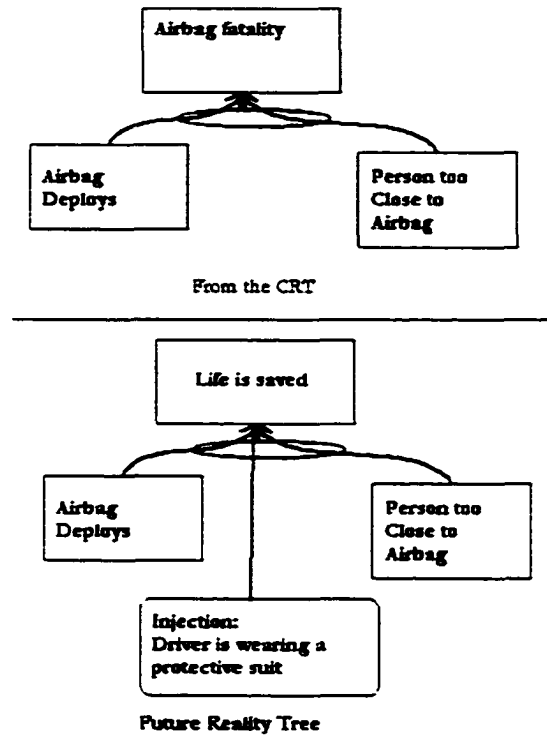 Airbag fatality
Airbag
Deploys
Person too
Close to
Airbag
From the CRT
Life is saved
Airbag
Deploys
Person too
Close to
Airbag
Injection:
Driver is wearing a
protective suit
Future Reality Tree